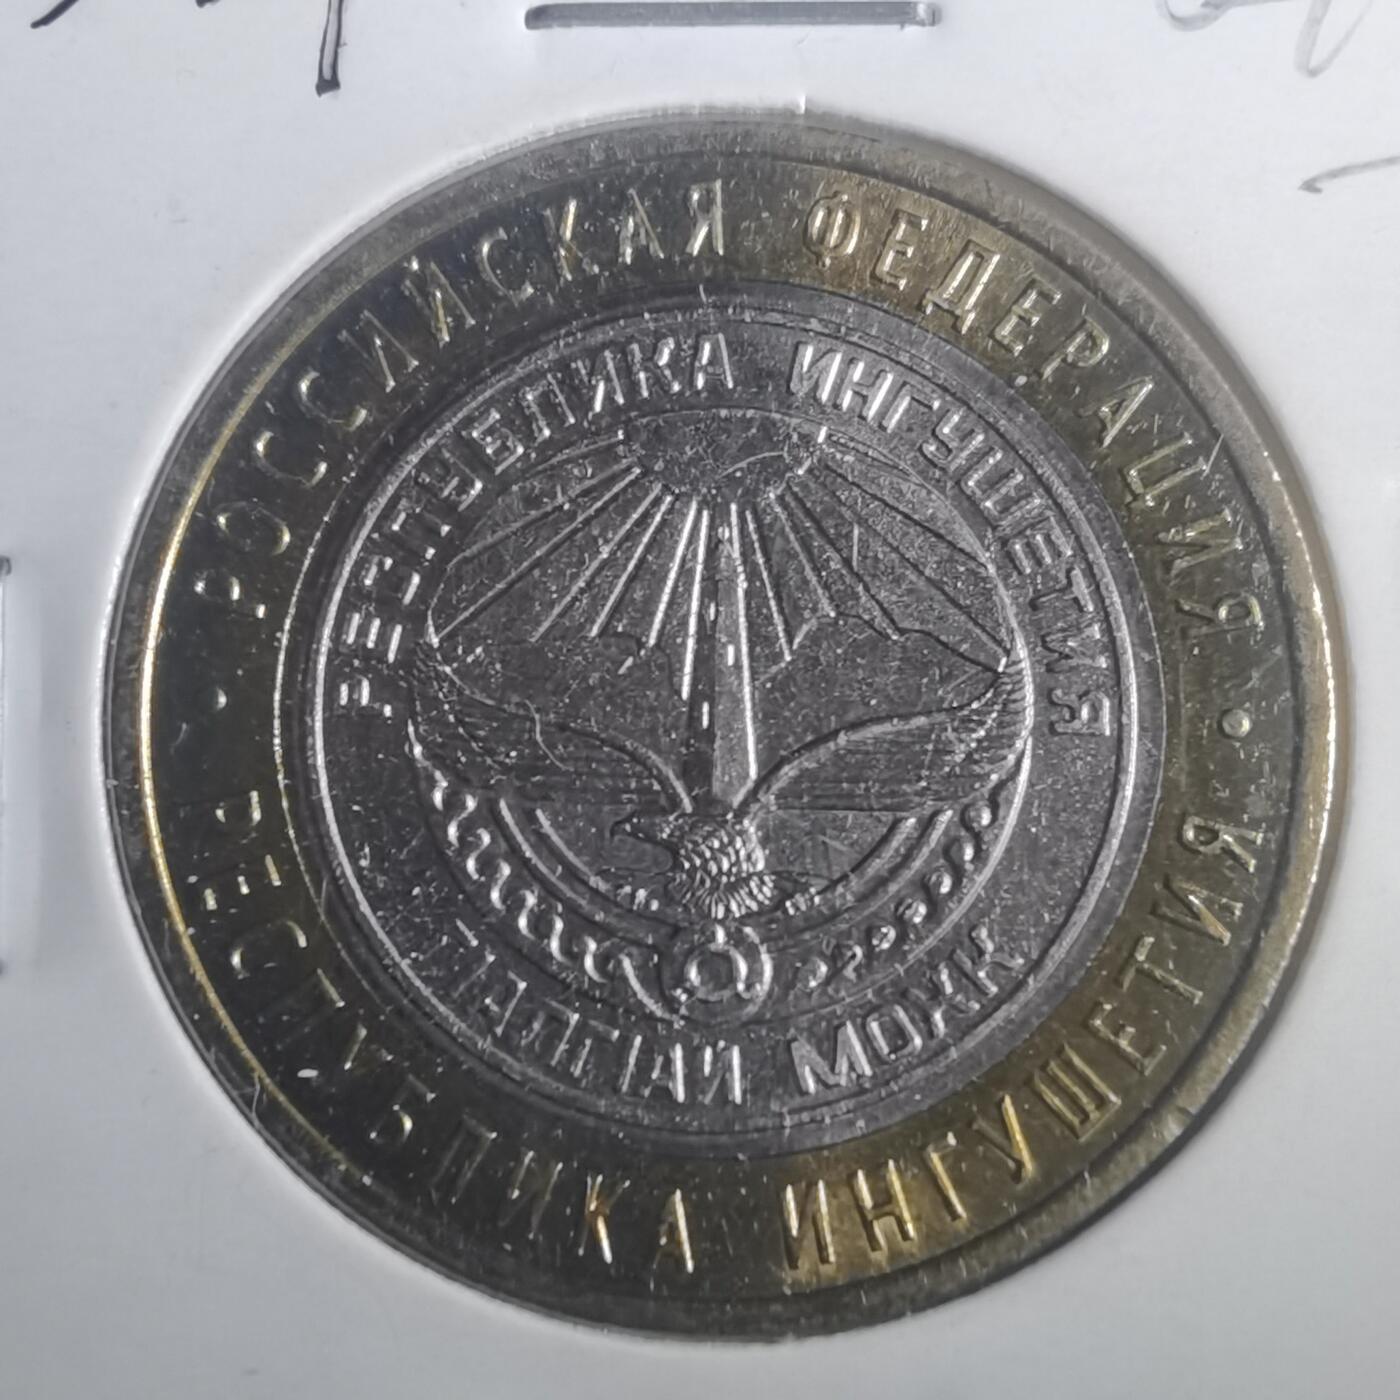 РОССИЙСКАЯ ФЕДЕРАЦИЯ
РЕСПУБЛИКА ИНГУШЕТИЯ
РЕСПУБЛИКА ИНГУШЕТИЯ
ГIАЛГIАЙ МОХК